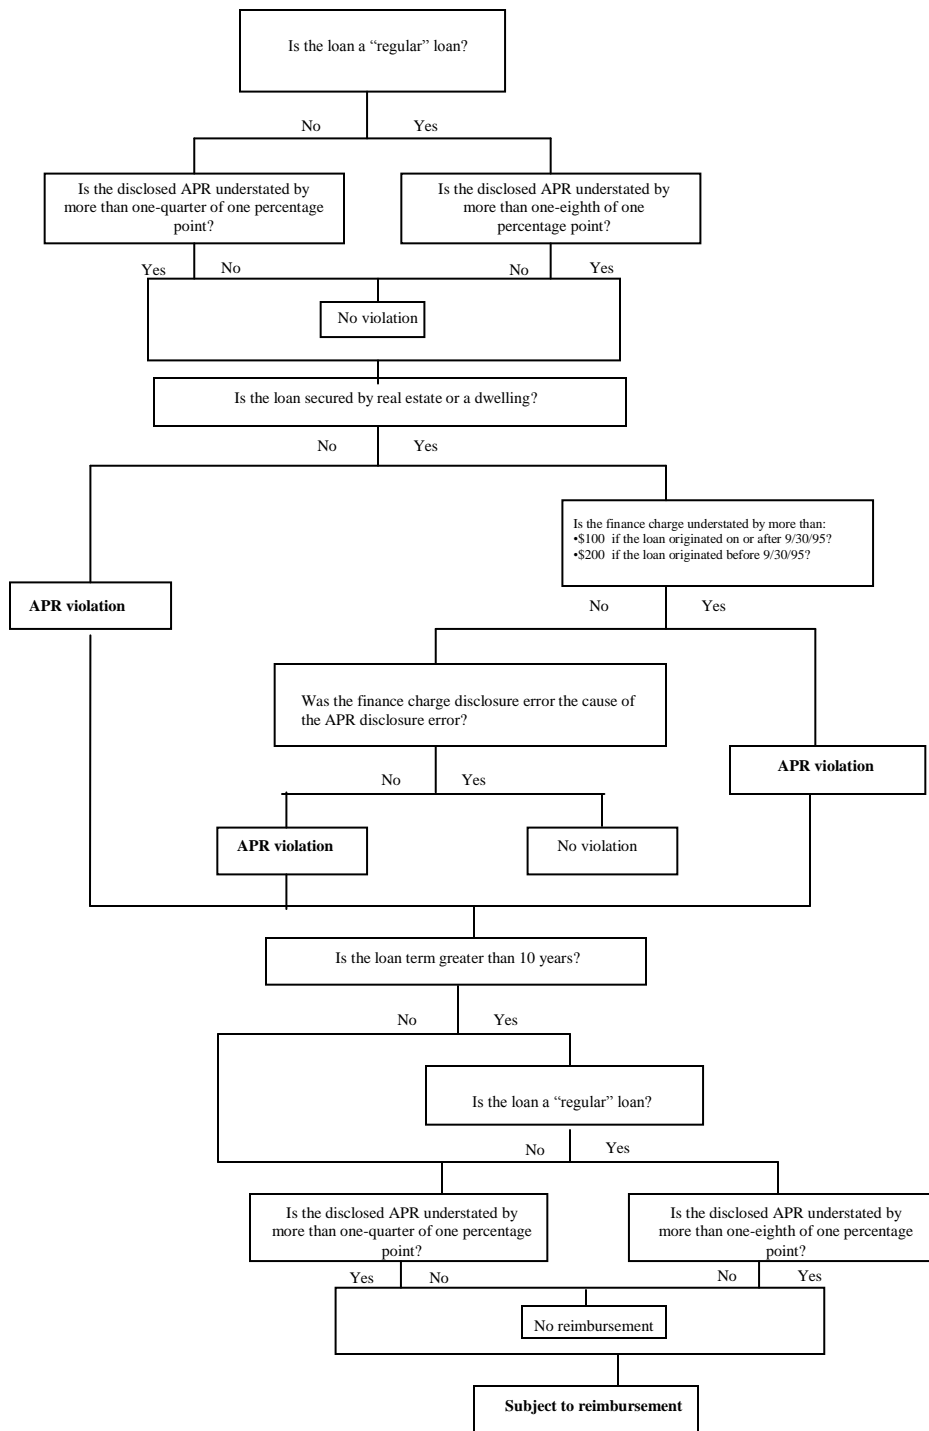 Is the loan a “regular” loan?
No Yes
Is the disclosed APR understated by
more than one-quarter of one percentage
point?
Is the disclosed APR understated by
more than one-eighth of one
percentage point?
Yes No
No Yes
No violation
Is the loan secured by real estate or a dwelling?
No Yes
Is the finance charge understated by more than:
•$100 if the loan originated on or after 9/30/95?
•$200 if the loan originated before 9/30/95?
APR violation
No Yes
Was the finance charge disclosure error the cause of
the APR disclosure error?
APR violation
No Yes
APR violation
No violation
Is the loan term greater than 10 years?
No Yes
Is the loan a “regular” loan?
No Yes
Is the disclosed APR understated by
more than one-quarter of one percentage
point?
Is the disclosed APR understated by
more than one-eighth of one percentage
point?
Yes No
No Yes
No reimbursement
Subject to reimbursement